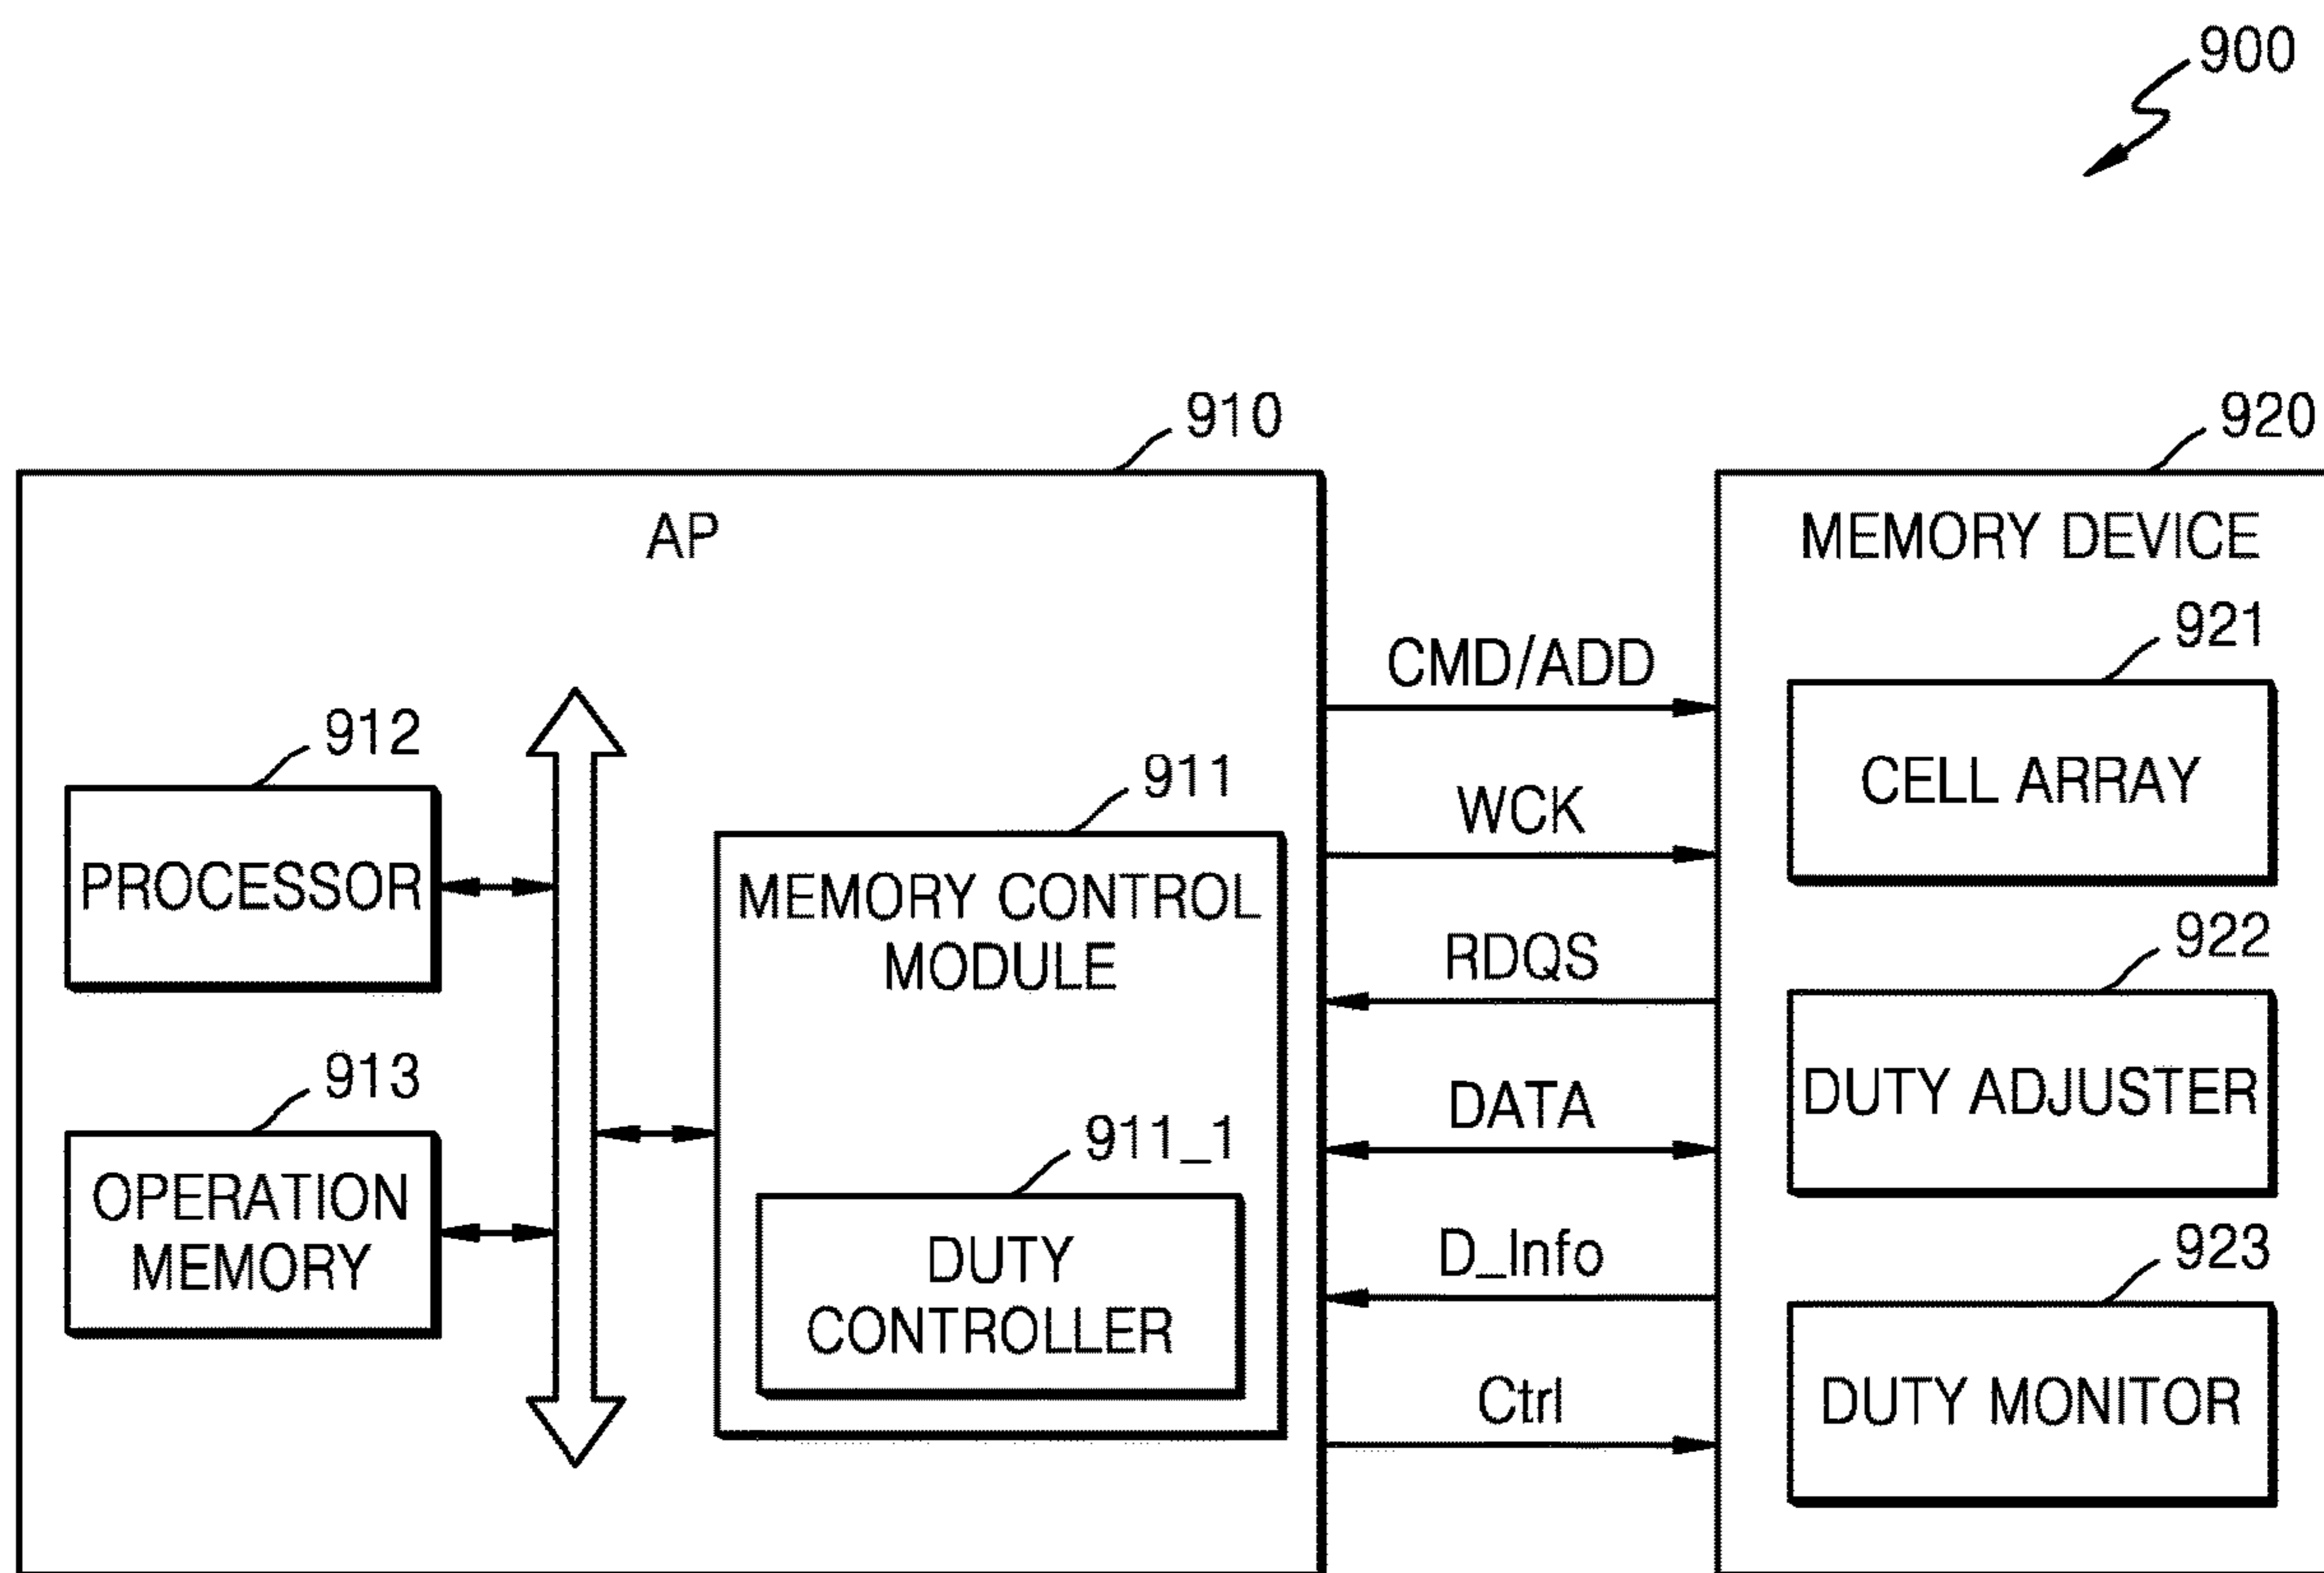 900
910
920
AP
MEMORY DEVICE
921
CMD/ADD
912
911
CELL ARRAY
WCK
PROCESSOR
MEMORY CONTROL
MODULE
RDQS
922
913
911_1
DATA
DUTY ADJUSTER
OPERATION
MEMORY
DUTY
CONTROLLER
D_Info
923
Ctrl
DUTY MONITOR